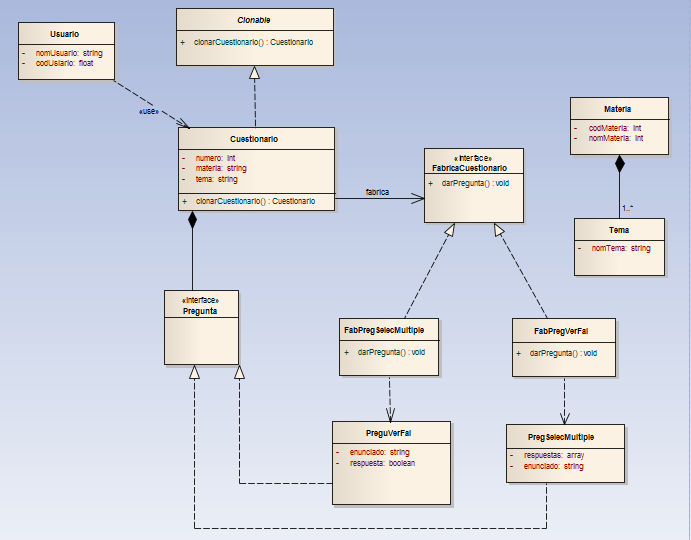 Usuario
- nomUsuario: string
- codUsiario: float
Clonable
+ clonarCuestionario() : Cuestionario
«use»
Cuestionario
- numero: int
- materia: string
- tema: string
+ clonarCuestionario() : Cuestionario
fabrica
«interface»
FabricaCuestionario
+ darPregunta() : void
Materia
- codMateria: int
- nomMateria: int
1..*
Tema
- nomTema: string
«interface»
Pregunta
FabPregSelecMultiple
+ darPregunta() : void
FabPregVerFal
+ darPregunta() : void
PreguVerFal
- enunciado: string
- respuesta: boolean
PregSelecMultiple
- respuestas: array
- enunciado: string